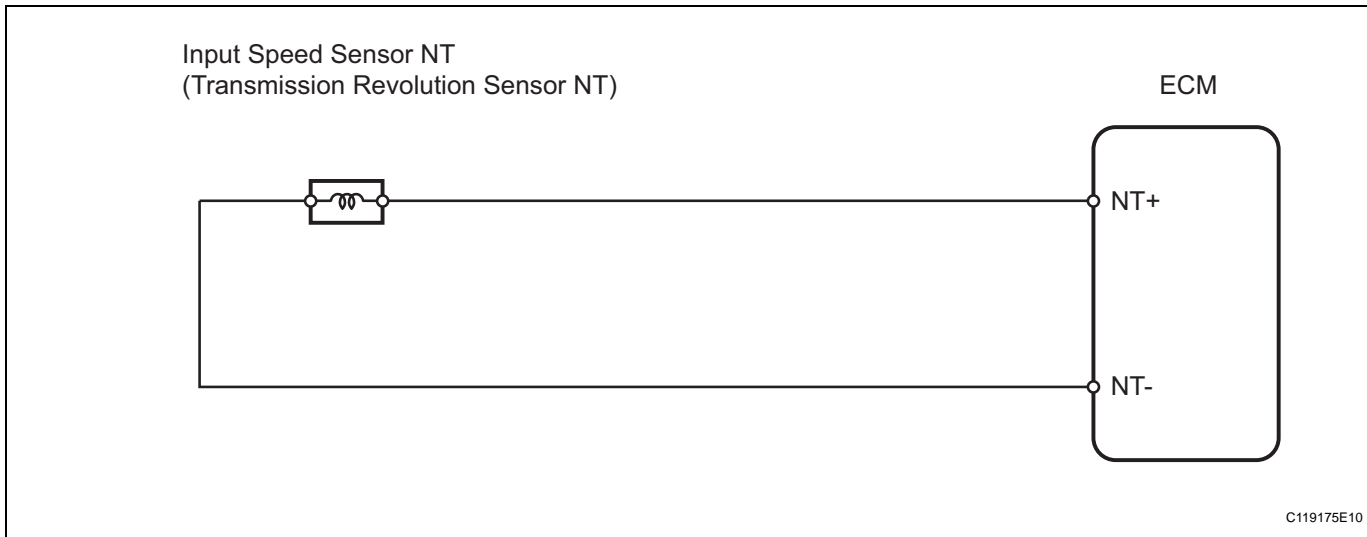 Input Speed Sensor NT
(Transmission Revolution Sensor NT)
ECM
NT+
NT-
C119175E10